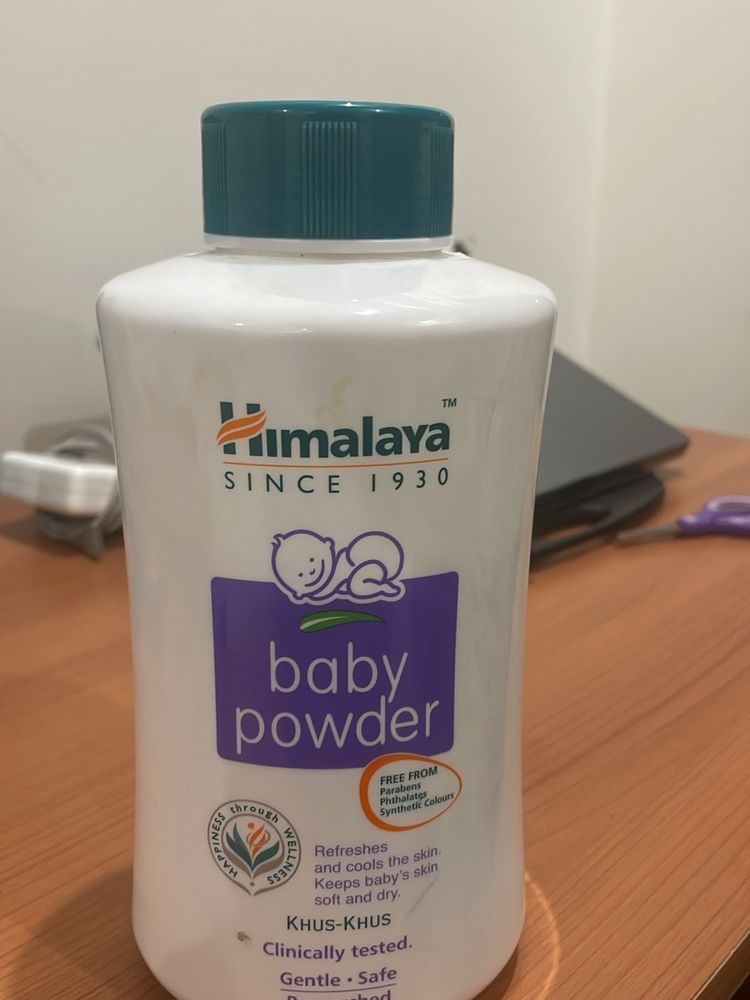 Himalaya™
SINCE 1930
baby
powder
FREE FROM
Parabens
Phthalates
Synthetic Colours
HAPPINESS through WELLNESS
Refreshes
and cools the skin.
Keeps baby's skin
soft and dry.
KHUS-KHUS
Clinically tested.
Gentle • Safe